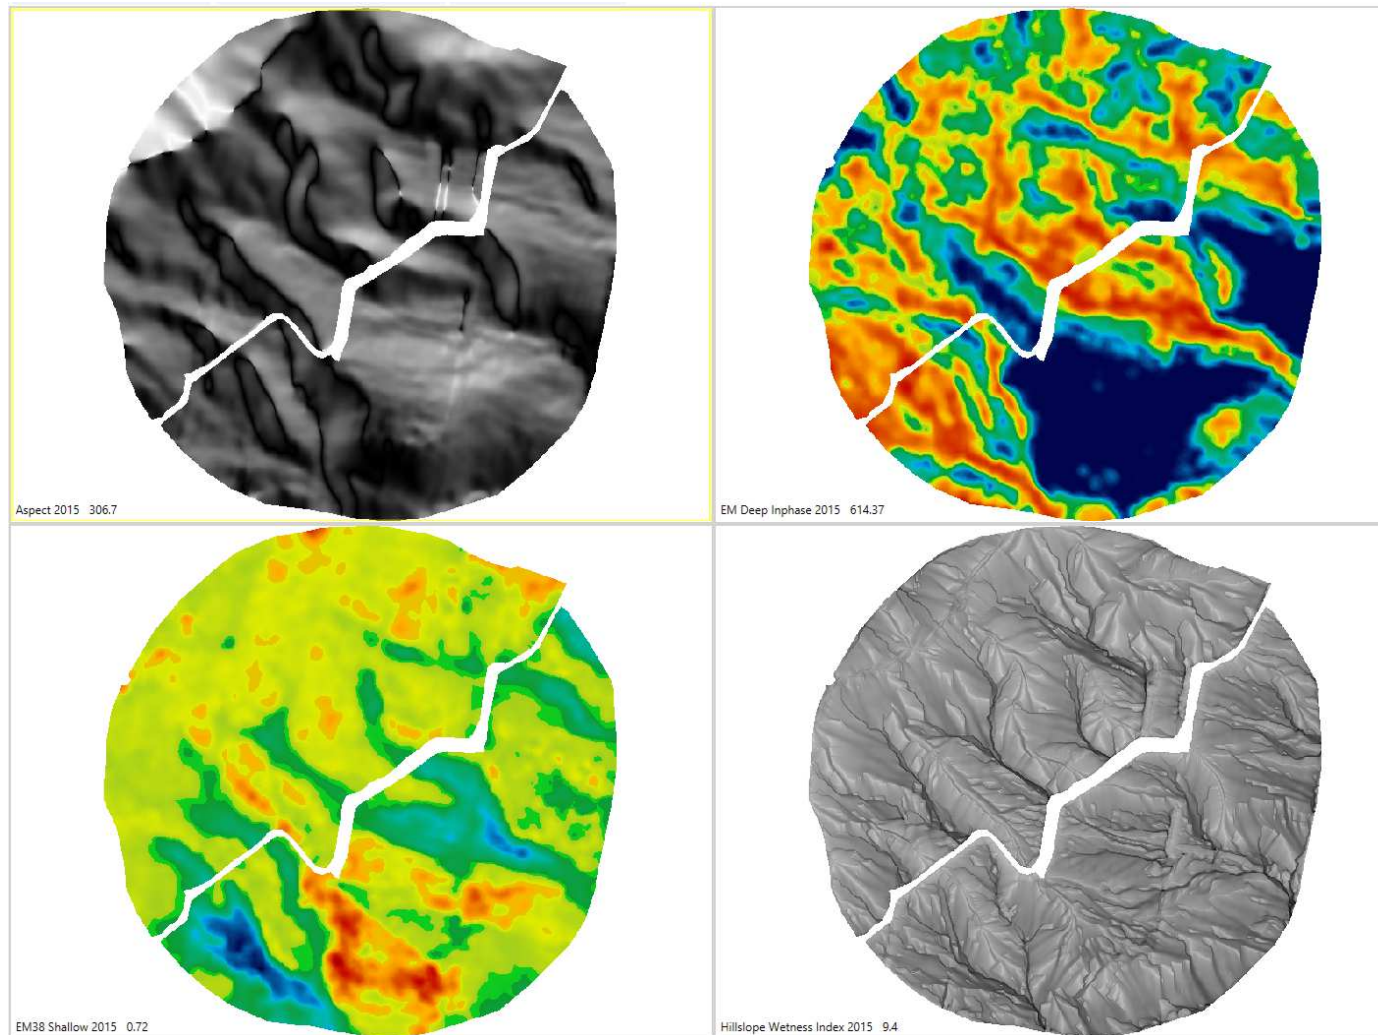 Aspect 2015 306.7
EM Deep Inphase 2015 614.37
EM38 Shallow 2015 0.72
Hillslope Wetness Index 2015 9.4